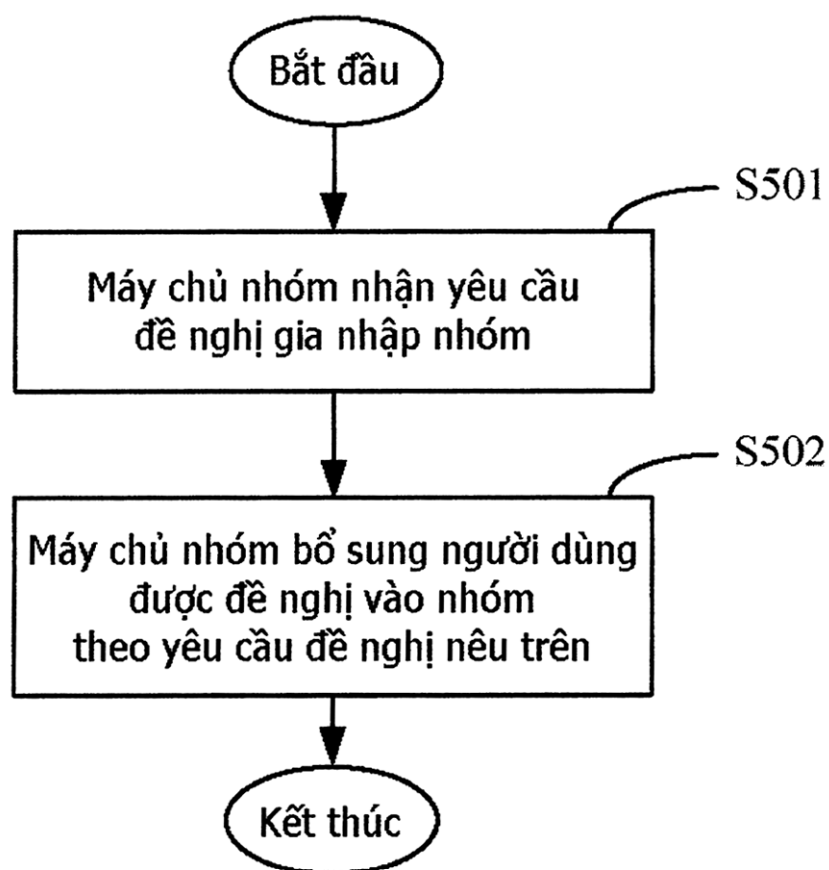 Bắt đầu
S501
Máy chủ nhóm nhận yêu cầu
đề nghị gia nhập nhóm
S502
Máy chủ nhóm bổ sung người dùng
được đề nghị vào nhóm
theo yêu cầu đề nghị nêu trên
Kết thúc